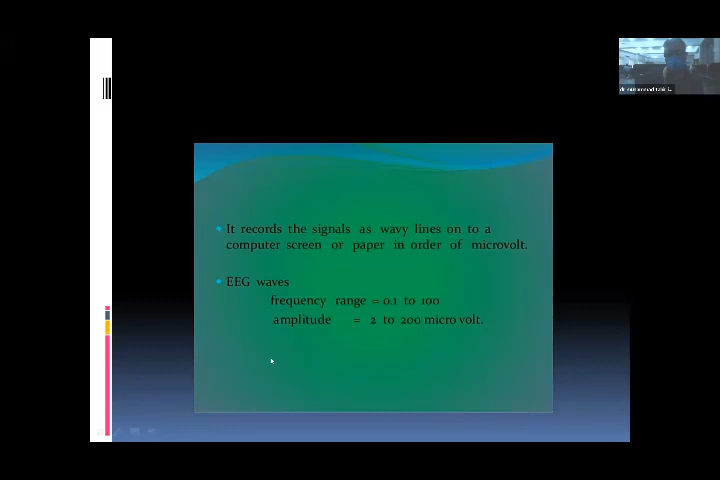 It records the signals as wavy lines on to a
computer screen or paper in order of microvolt.
EEG waves
frequency range = 0.1 to 100
amplitude = 2 to 200 micro volt.